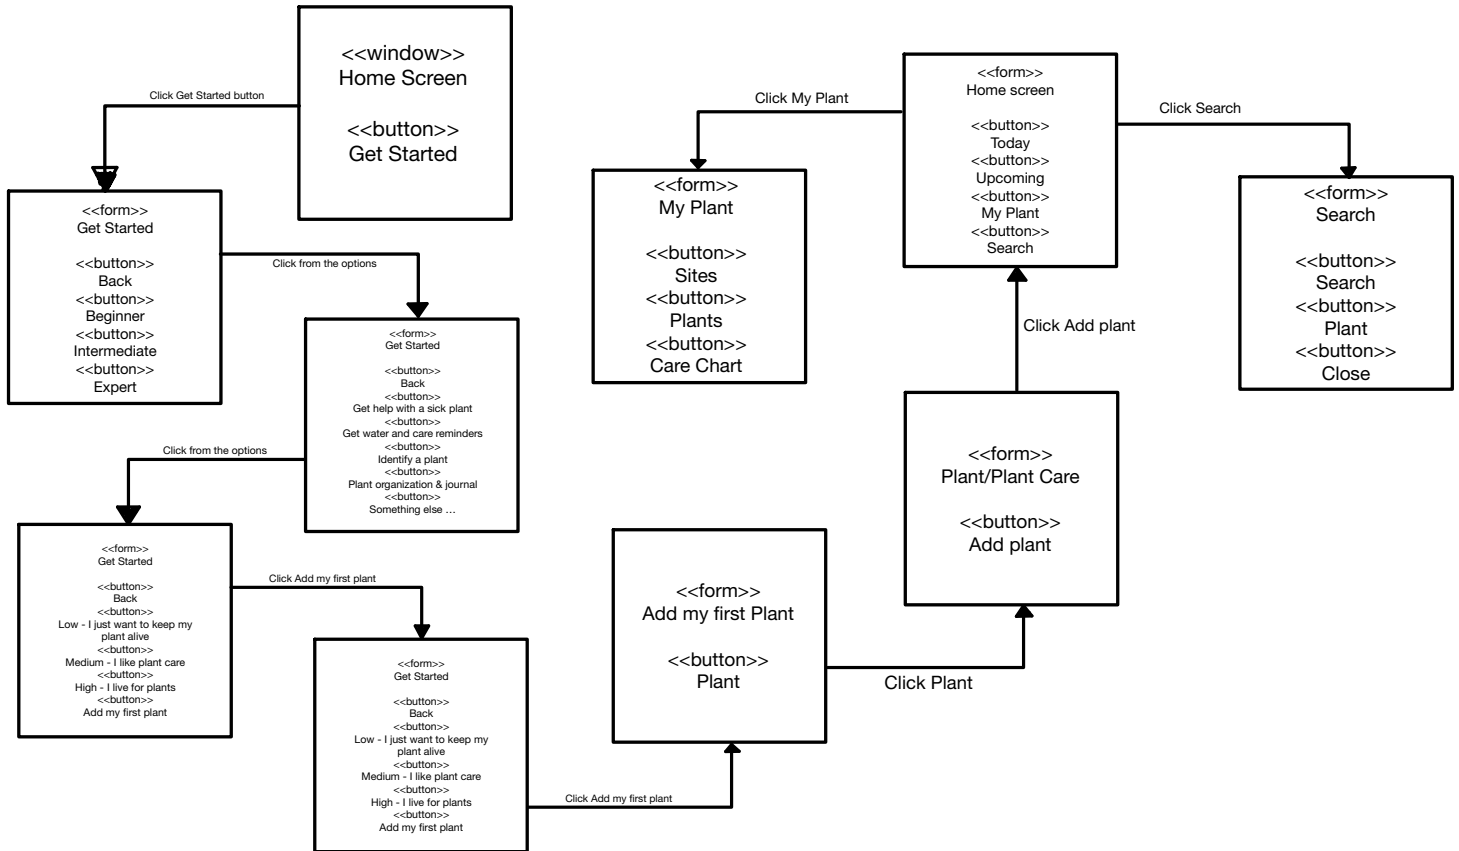 <<window>>
Home Screen
<<button>>
Get Started
Click Get Started button
<<form>>
Get Started
<<button>>
Back
<<button>>
Beginner
<<button>>
Intermediate
<<button>>
Expert
Click from the options
<<form>>
Get Started
<<button>>
Back
<<button>>
Get help with a sick plant
<<button>>
Get water and care reminders
<<button>>
Identify a plant
<<button>>
Plant organization & journal
<<button>>
Something else ...
Click from the options
<<form>>
Get Started
<<button>>
Back
<<button>>
Low - I just want to keep my
plant alive
<<button>>
Medium - I like plant care
<<button>>
High - I live for plants
<<button>>
Add my first plant
Click Add my first plant
<<form>>
Get Started
<<button>>
Back
<<button>>
Low - I just want to keep my
plant alive
<<button>>
Medium - I like plant care
<<button>>
High - I live for plants
<<button>>
Add my first plant
Click Add my first plant
<<form>>
Add my first Plant
<<button>>
Plant
Click Plant
<<form>>
Plant/Plant Care
<<button>>
Add plant
Click Add plant
<<form>>
Home screen
<<button>>
Today
<<button>>
Upcoming
<<button>>
My Plant
<<button>>
Search
Click My Plant
<<form>>
My Plant
<<button>>
Sites
<<button>>
Plants
<<button>>
Care Chart
Click Search
<<form>>
Search
<<button>>
Search
<<button>>
Plant
<<button>>
Close